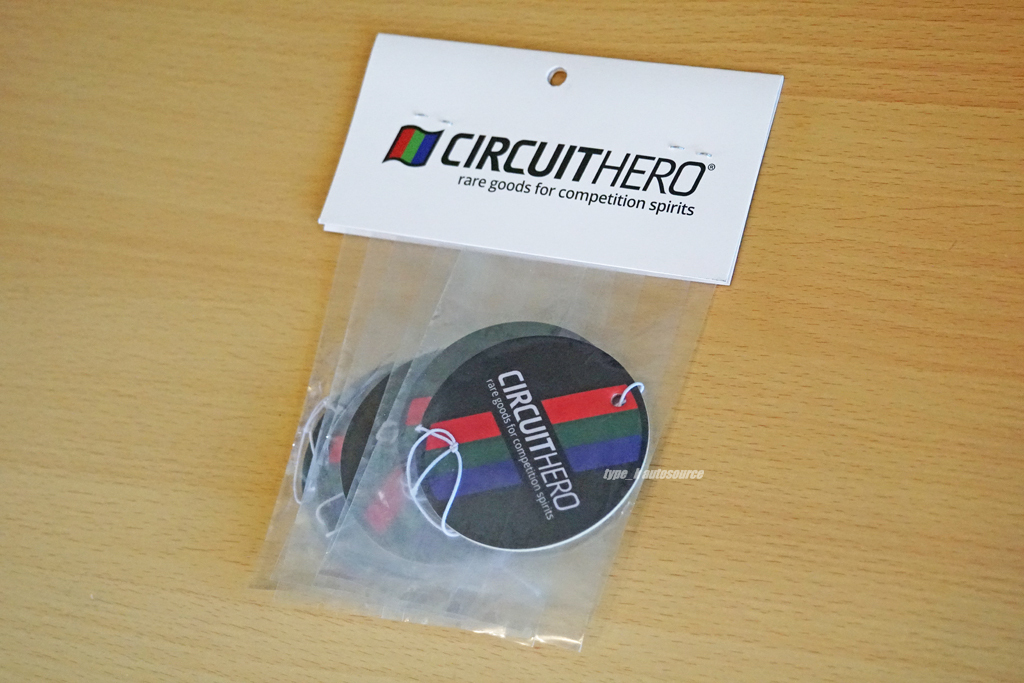 CIRCUITHERO®
rare goods for competition spirits
CIRCUITHERO
rare goods for competition spirits